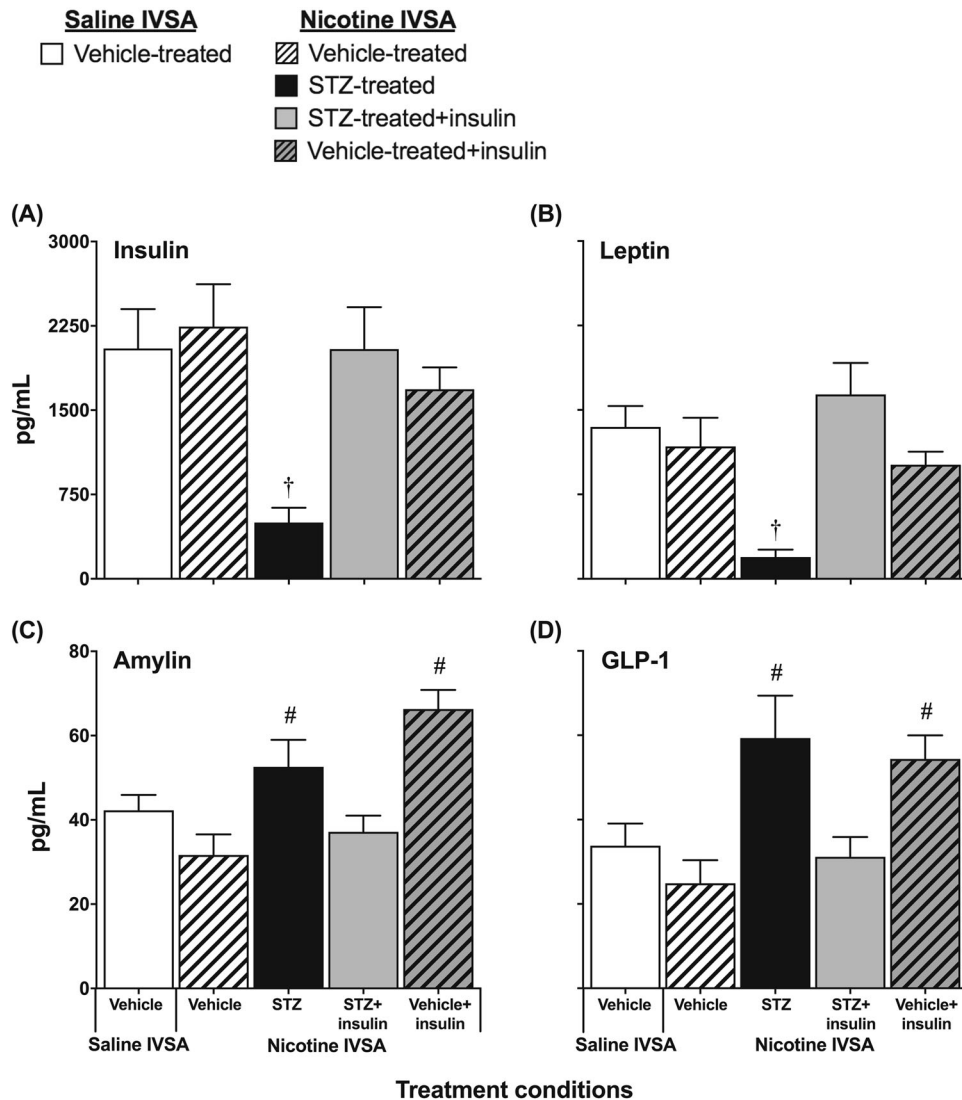 Saline IVSA
Vehicle-treated
Nicotine IVSA
Vehicle-treated
STZ-treated
STZ-treated+insulin
Vehicle-treated+insulin
(A)
Insulin
3000
2250
1500
750
0
pg/mL
†
(B)
Leptin
†
(C)
Amylin
80
60
40
20
0
pg/mL
#
#
Vehicle
Vehicle
STZ
STZ+ insulin
Vehicle+ insulin
Saline IVSA
Nicotine IVSA
(D)
GLP-1
#
#
Vehicle
Vehicle
STZ
STZ+ insulin
Vehicle+ insulin
Saline IVSA
Nicotine IVSA
Treatment conditions